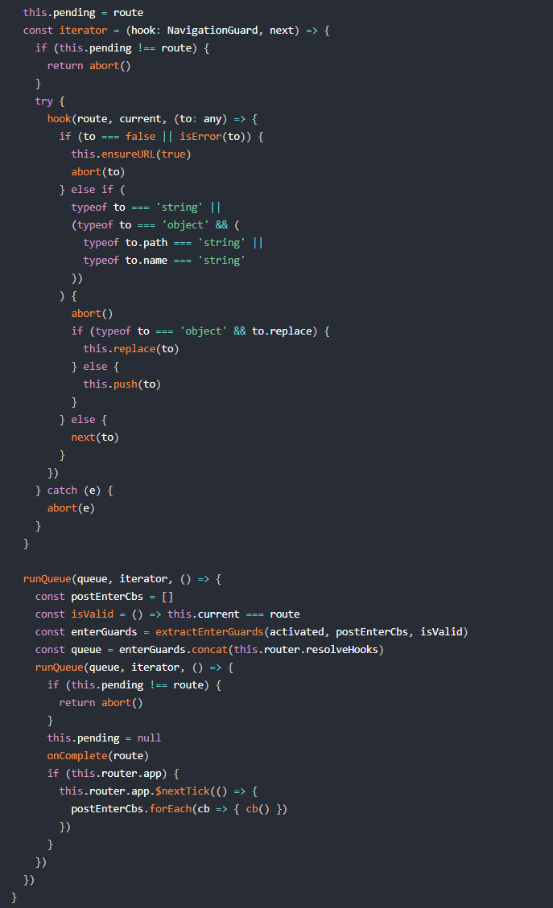 this.pending = route
const iterator = (hook: NavigationGuard, next) => {
if (this.pending !== route) {
return abort()
}
try {
hook(route, current, (to: any) => {
if (to === false || isError(to)) {
this.ensureURL(true)
abort(to)
} else if (
typeof to === 'string' ||
(typeof to === 'object' && (
typeof to.path === 'string' ||
typeof to.name === 'string'
))
) {
abort()
if (typeof to === 'object' && to.replace) {
this.replace(to)
} else {
this.push(to)
}
} else {
next(to)
}
})
} catch (e) {
abort(e)
}
}
runQueue(queue, iterator, () => {
const postEnterCbs = []
const isValid = () => this.current === route
const enterGuards = extractEnterGuards(activated, postEnterCbs, isValid)
const queue = enterGuards.concat(this.router.resolveHooks)
runQueue(queue, iterator, () => {
if (this.pending !== route) {
return abort()
}
this.pending = null
onComplete(route)
if (this.router.app) {
this.router.app.$nextTick(() => {
postEnterCbs.forEach(cb => { cb() })
})
}
})
})
}